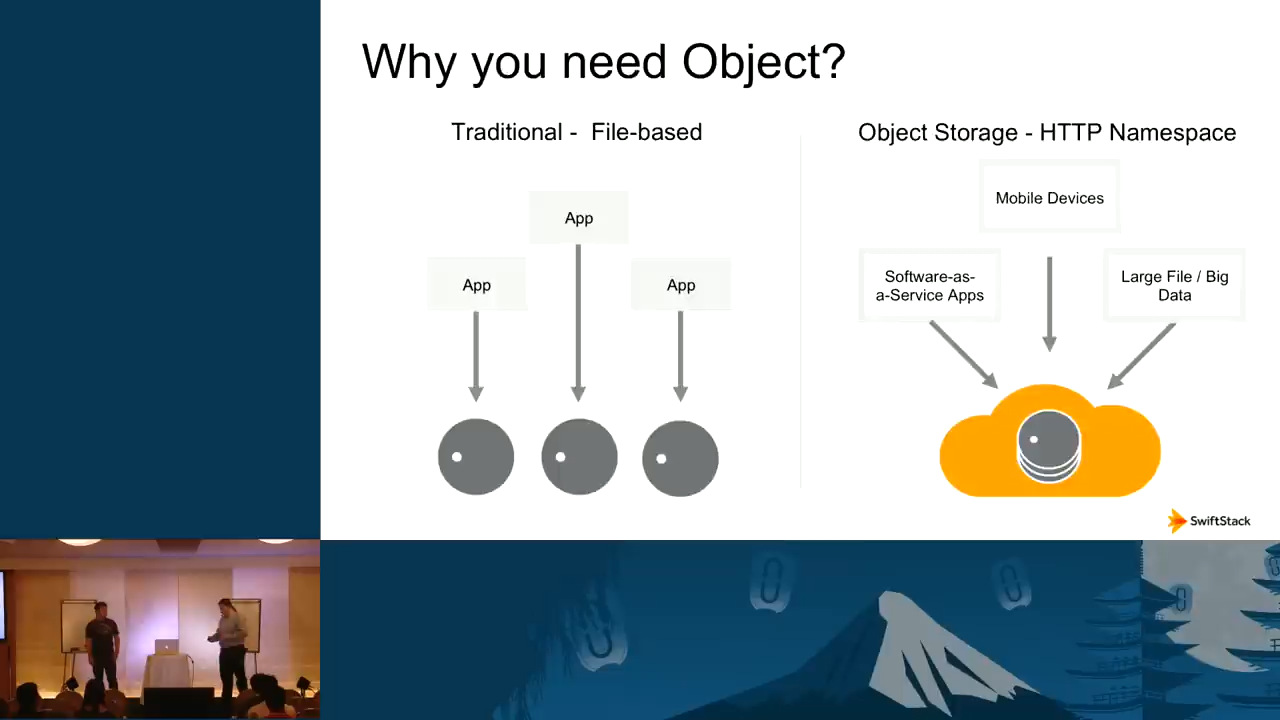 Why you need Object?
Traditional -  File-based
App
App
App
Object Storage - HTTP Namespace
Mobile Devices
Software-as-
a-Service Apps
Large File / Big
Data
SwiftStack